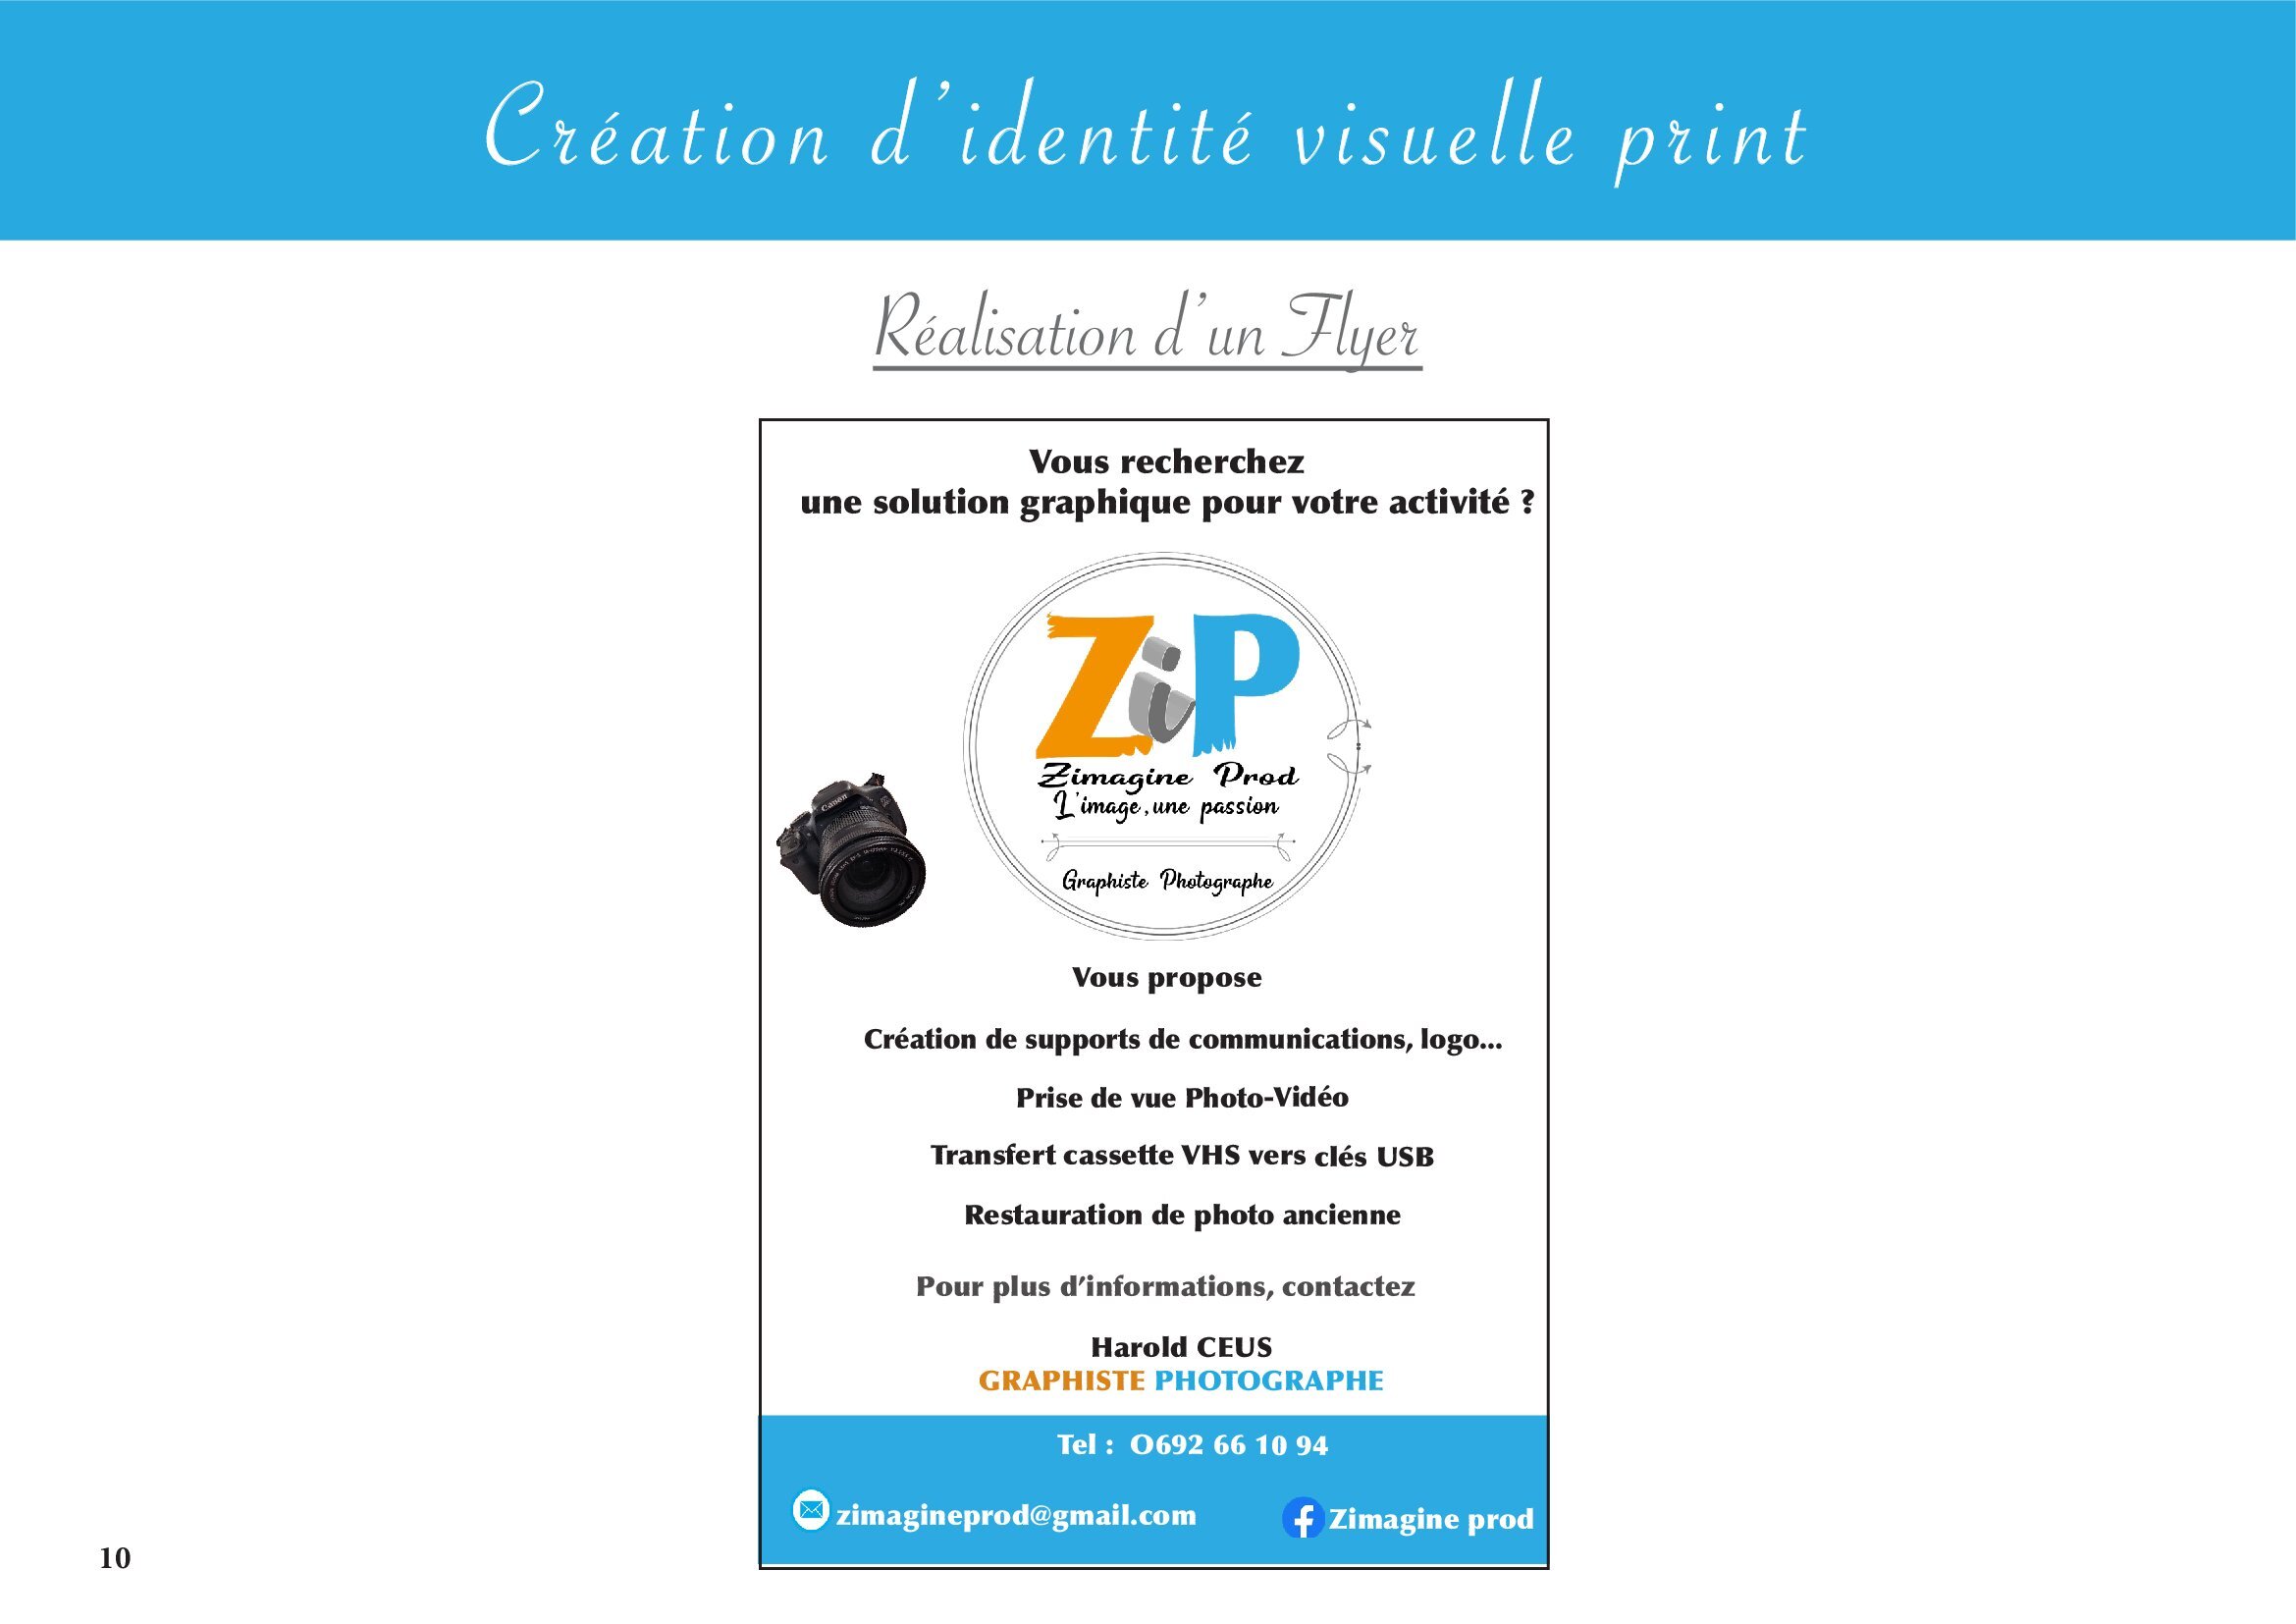 Création d’identité visuelle print
Réalisation d’un Flyer
Vous recherchez
une solution graphique pour votre activité ?
ZiP
Zimagine Prod
L'image, une passion
Graphiste Photographe
Canon
Vous propose
Création de supports de communications, logo...
Prise de vue Photo-Vidéo
Transfert cassette VHS vers clés USB
Restauration de photo ancienne
Pour plus d’informations, contactez
Harold CEUS
GRAPHISTE PHOTOGRAPHE
Tel : O692 66 10 94
zimagineprod@gmail.com
Zimagine prod
10